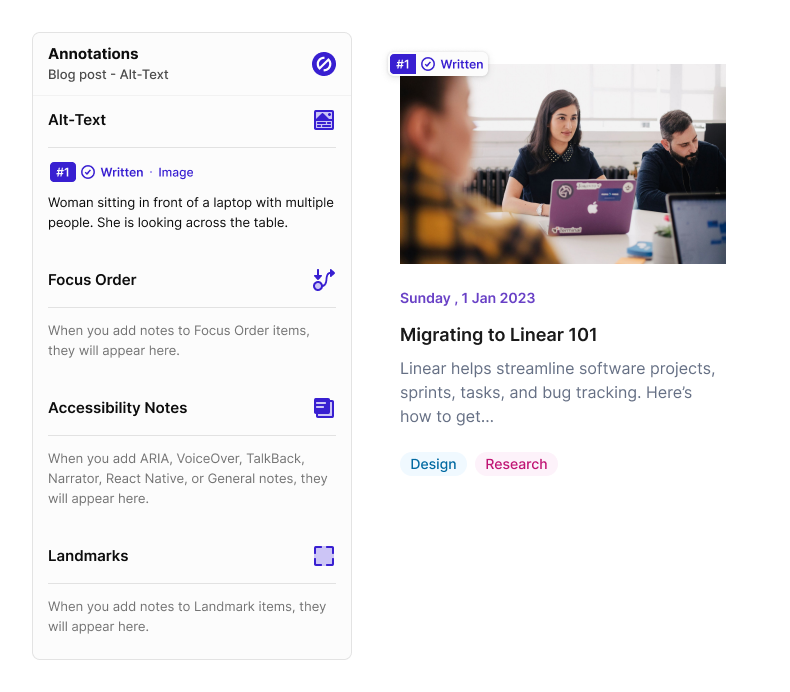 Annotations
Blog post - Alt-Text
Alt-Text
#1 Written · Image
Woman sitting in front of a laptop with multiple
people. She is looking across the table.
Focus Order
When you add notes to Focus Order items,
they will appear here.
Accessibility Notes
When you add ARIA, VoiceOver, TalkBack,
Narrator, React Native, or General notes, they
will appear here.
Landmarks
When you add notes to Landmark items, they
will appear here.
#1 Written
Sunday , 1 Jan 2023
Migrating to Linear 101
Linear helps streamline software projects,
sprints, tasks, and bug tracking. Here’s
how to get...
Design Research